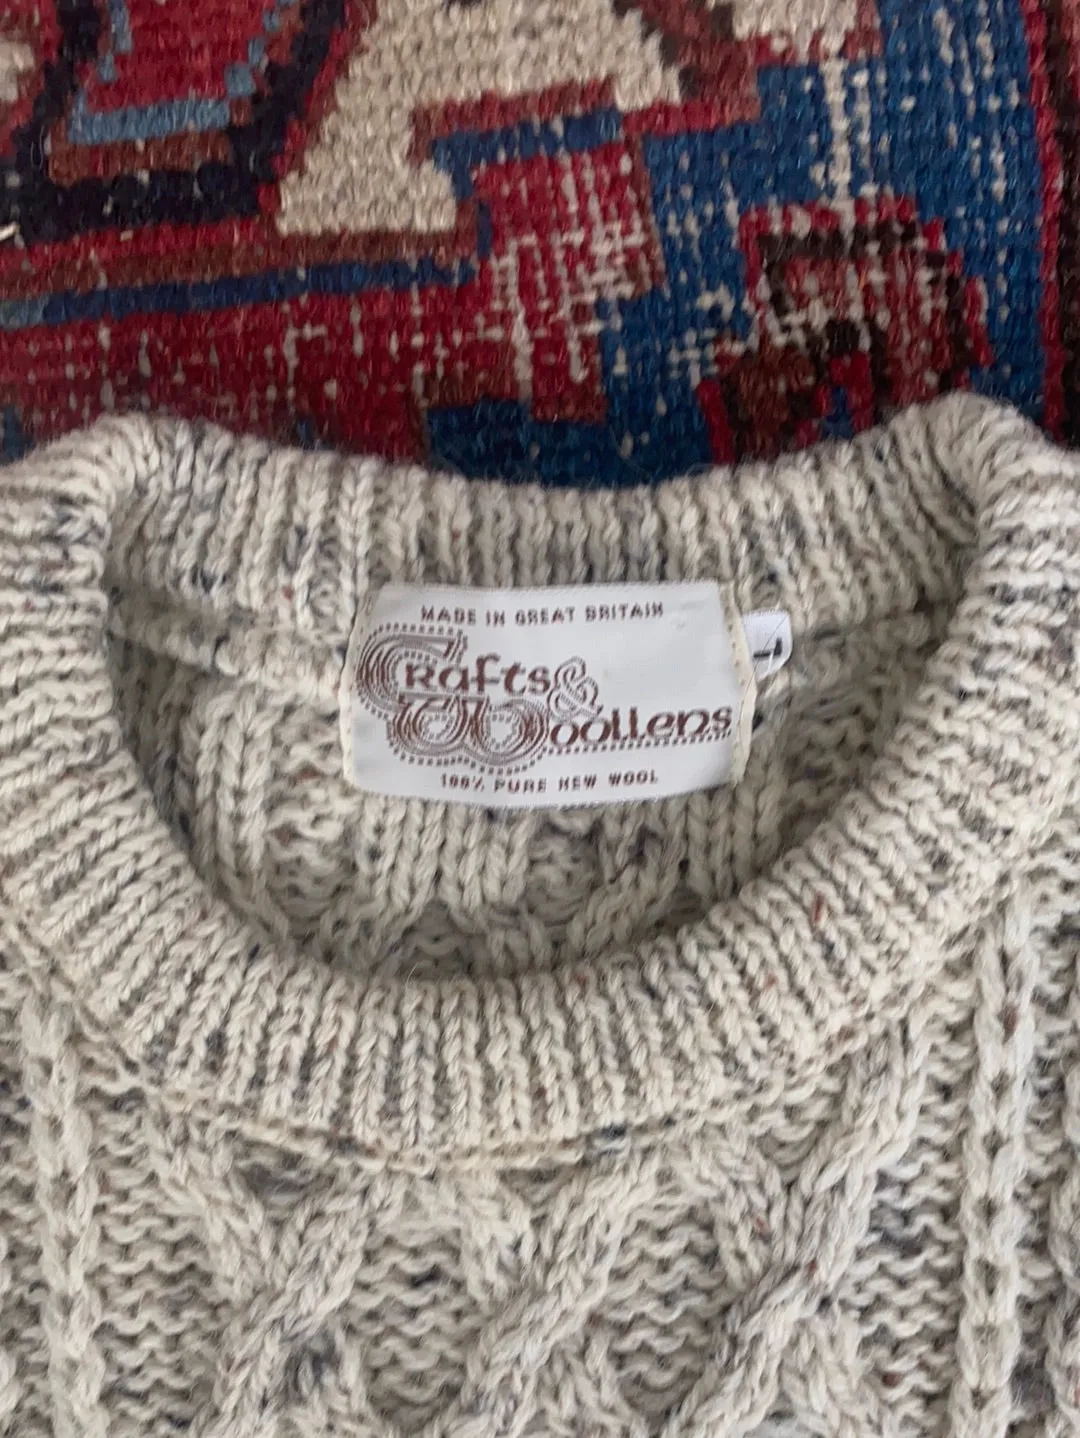 MADE IN GREAT BRITAIN
Crafts &
Woollens
100% PURE NEW WOOL
L